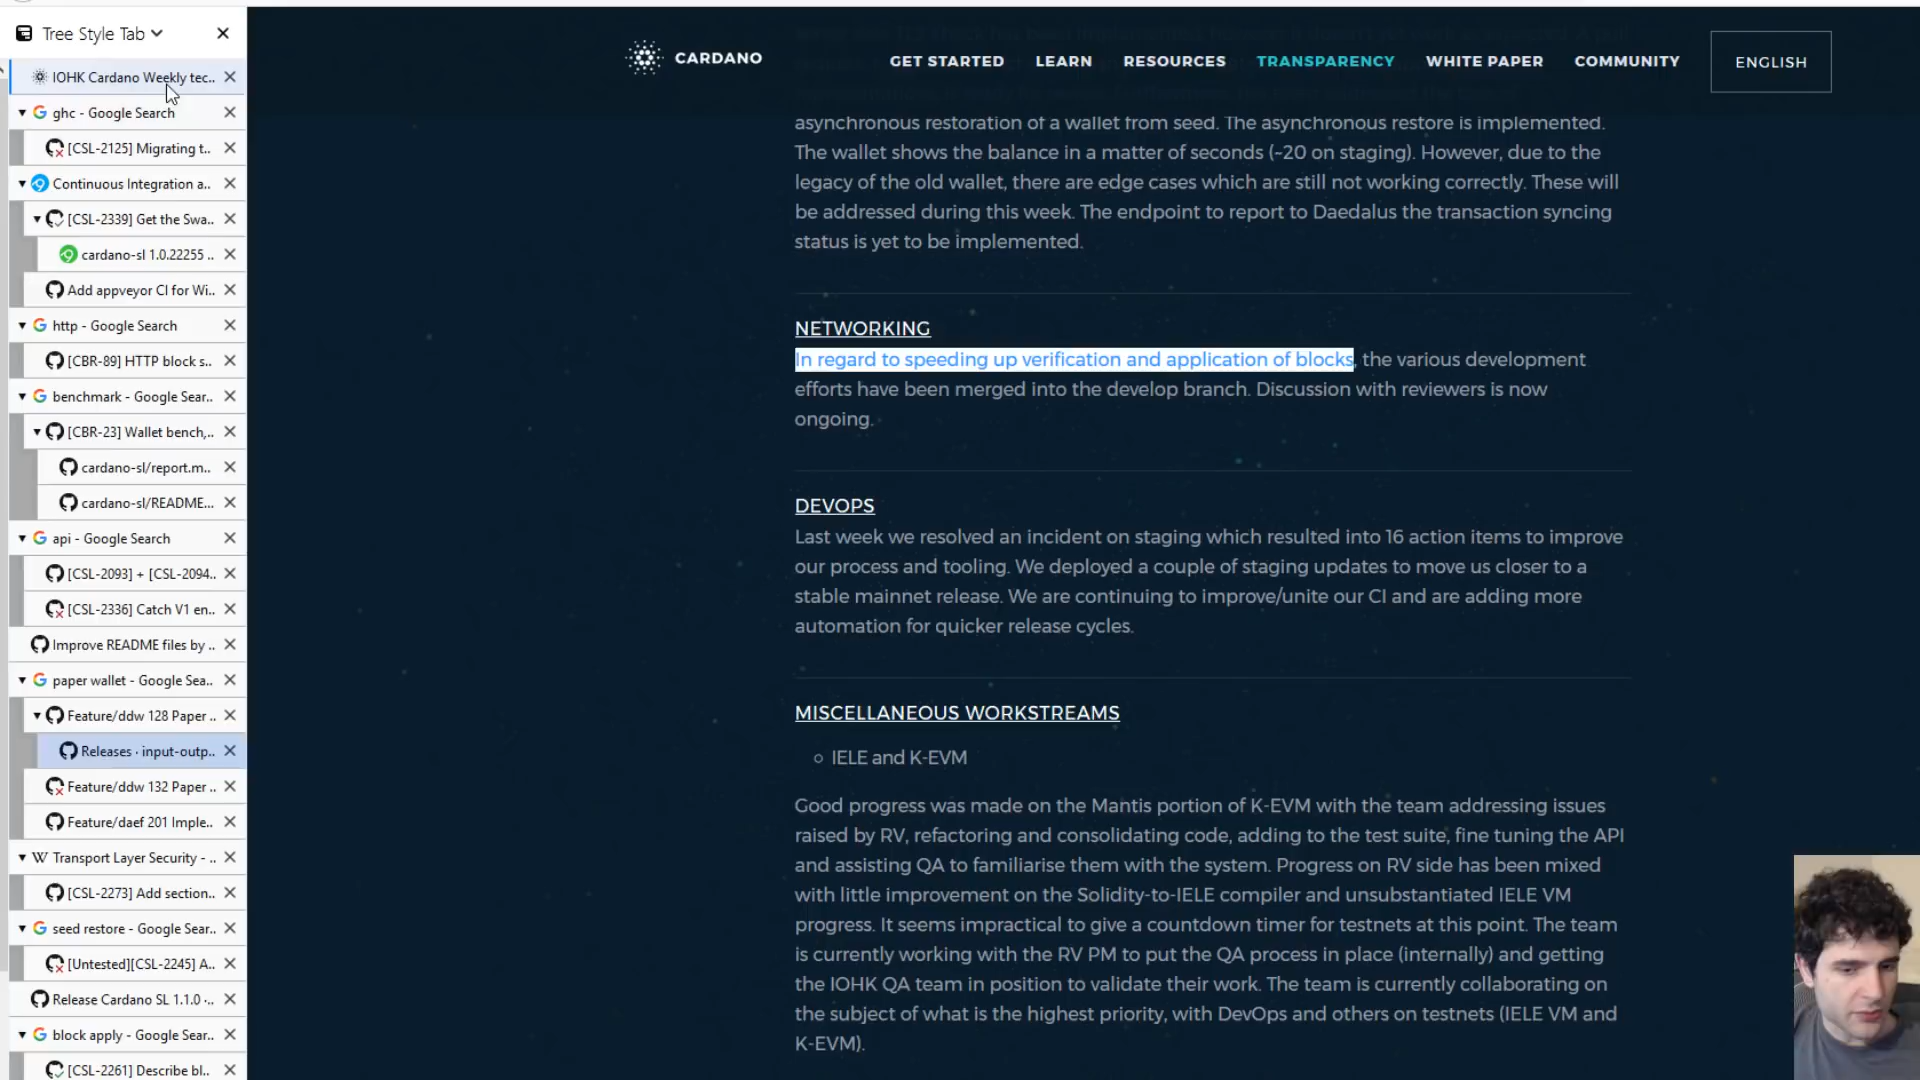 Tree Style Tab
IOHK Cardano Weekly tec..
ghc - Google Search
[CSL-2125] Migrating t..
Continuous Integration a..
[CSL-2339] Get the Swa..
cardano-sl 1.0.22255 ..
Add appveyor CI for Wi..
http - Google Search
[CBR-89] HTTP block s..
benchmark - Google Sear..
[CBR-23] Wallet bench,..
cardano-sl/report.m..
cardano-sl/README...
api - Google Search
[CSL-2093] + [CSL-2094..
[CSL-2336] Catch V1 en..
Improve README files by ..
paper wallet - Google Sea..
Feature/ddw 128 Paper ..
Releases · input-outp..
Feature/ddw 132 Paper ..
Feature/daef 201 Imple..
Transport Layer Security - ..
[CSL-2273] Add section..
seed restore - Google Sear..
[Untested][CSL-2245] A..
Release Cardano SL 1.1.0 ·..
block apply - Google Sear..
[CSL-2261] Describe bl..
CARDANO
GET STARTED LEARN RESOURCES TRANSPARENCY WHITE PAPER COMMUNITY ENGLISH
asynchronous restoration of a wallet from seed. The asynchronous restore is implemented.
The wallet shows the balance in a matter of seconds (~20 on staging). However, due to the
legacy of the old wallet, there are edge cases which are still not working correctly. These will
be addressed during this week. The endpoint to report to Daedalus the transaction syncing
status is yet to be implemented.
NETWORKING
In regard to speeding up verification and application of blocks, the various development
efforts have been merged into the develop branch. Discussion with reviewers is now
ongoing.
DEVOPS
Last week we resolved an incident on staging which resulted into 16 action items to improve
our process and tooling. We deployed a couple of staging updates to move us closer to a
stable mainnet release. We are continuing to improve/unite our CI and are adding more
automation for quicker release cycles.
MISCELLANEOUS WORKSTREAMS
IELE and K-EVM
Good progress was made on the Mantis portion of K-EVM with the team addressing issues
raised by RV, refactoring and consolidating code, adding to the test suite, fine tuning the API
and assisting QA to familiarise them with the system. Progress on RV side has been mixed
with little improvement on the Solidity-to-IELE compiler and unsubstantiated IELE VM
progress. It seems impractical to give a countdown timer for testnets at this point. The team
is currently working with the RV PM to put the QA process in place (internally) and getting
the IOHK QA team in position to validate their work. The team is currently collaborating on
the subject of what is the highest priority, with DevOps and others on testnets (IELE VM and
K-EVM).